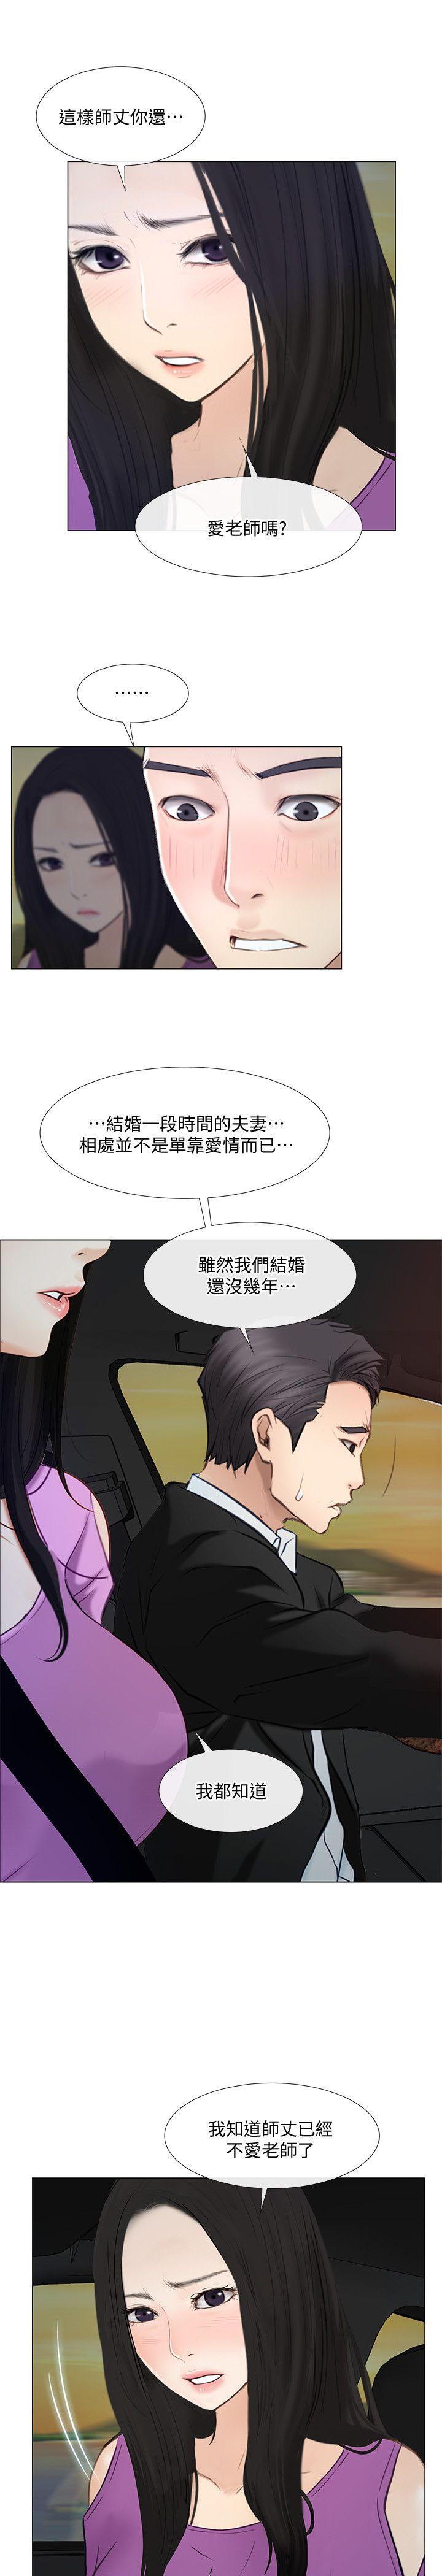 這樣師丈你還…
愛老師嗎?
……
…結婚一段時間的夫妻…
相處並不是單靠愛情而已…
雖然我們結婚
還沒幾年…
我都知道
我知道師丈已經
不愛老師了